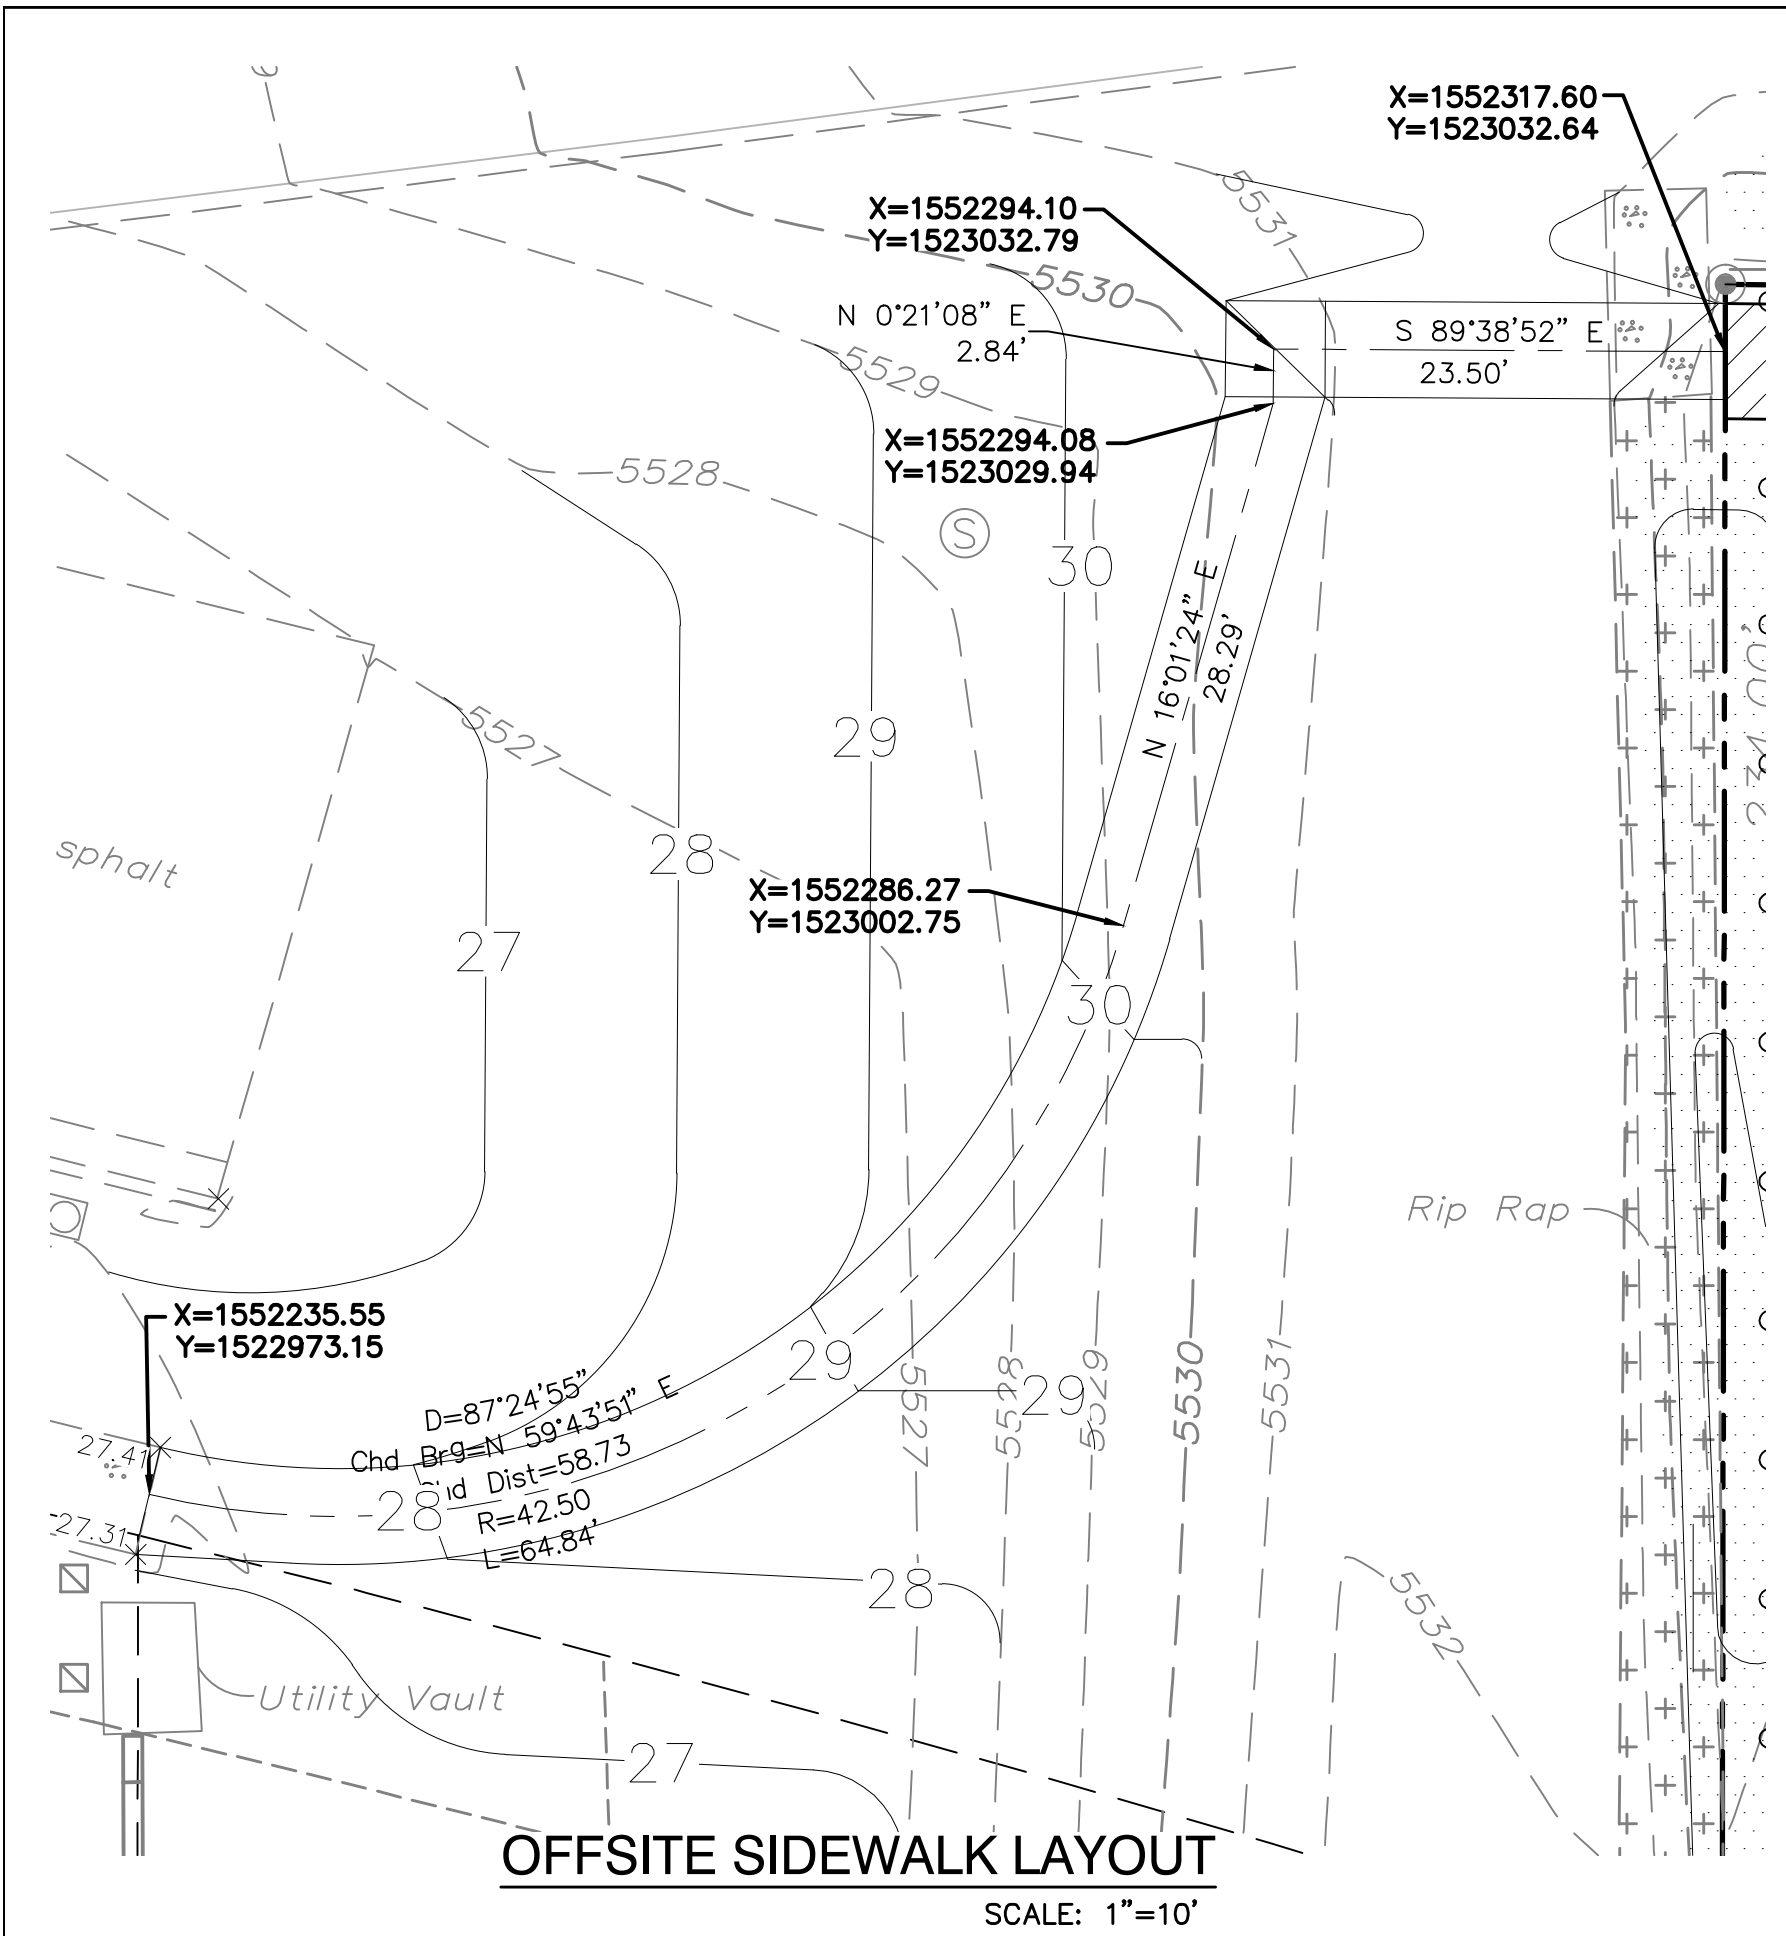 X=1552317.60
Y=1523032.64
5531
X=1552294.10
Y=1523032.79
5530
N 0°21'08" E
2.84'
S 89°38'52" E
23.50'
5529
X=1552294.08
Y=1523029.94
5528
S
30
N 16°01'24" E
28.29'
234.00'
29
5527
28
sphalt
X=1552286.27
Y=1523002.75
27
30
Rip Rap
X=1552235.55
Y=1522973.15
29
29
5527
5528
5529
5530
5531
D=87°24'55"
Chd Brg=N 59°43'51" E
Dist=58.73
R=42.50
L=64.84'
27.41
28
27.31
28
5532
Utility Vault
27
OFFSITE SIDEWALK LAYOUT
SCALE: 1"=10'